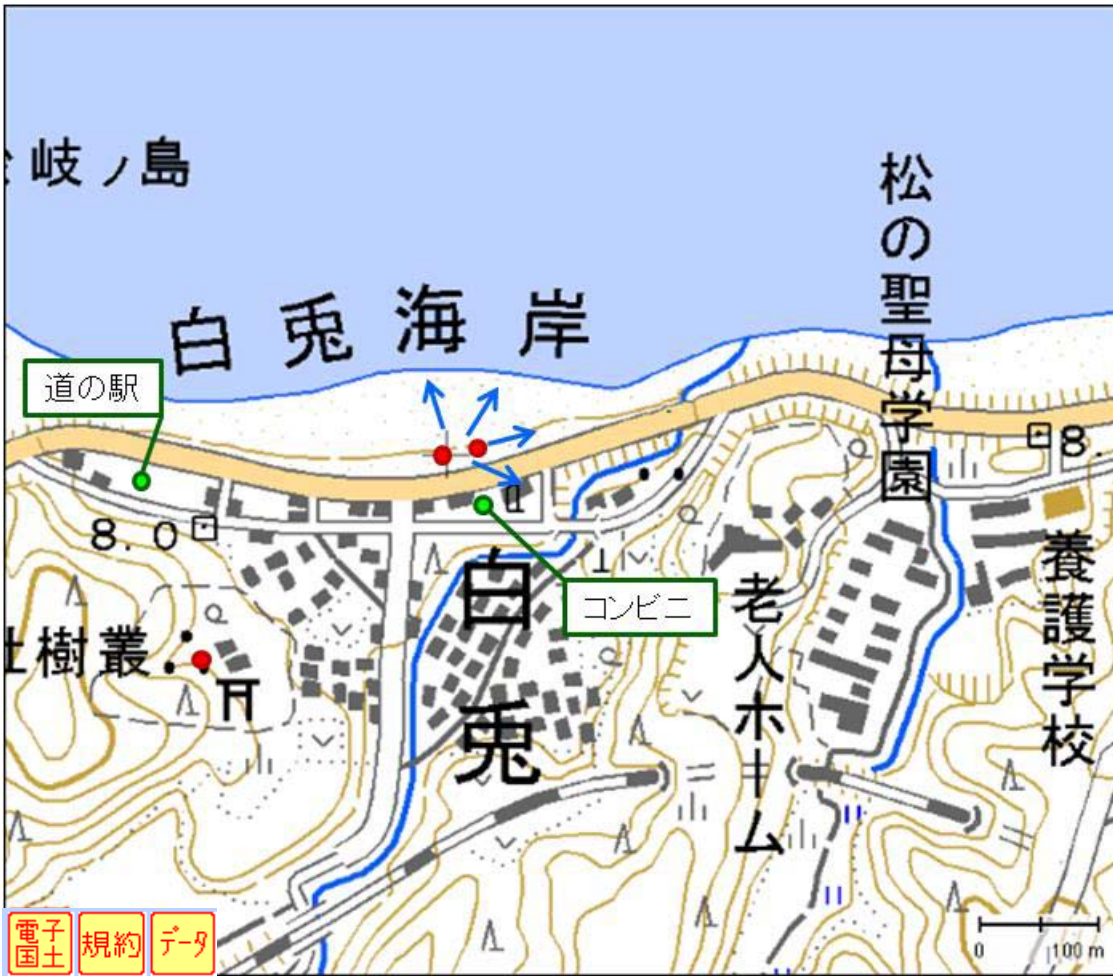 岐ノ島
白兎海岸
松の聖母学園
道の駅
8.
8.0
コンビニ
白兎
老人ホーム
養護学校
樹叢
電子国土
規約
データ
0 100 m